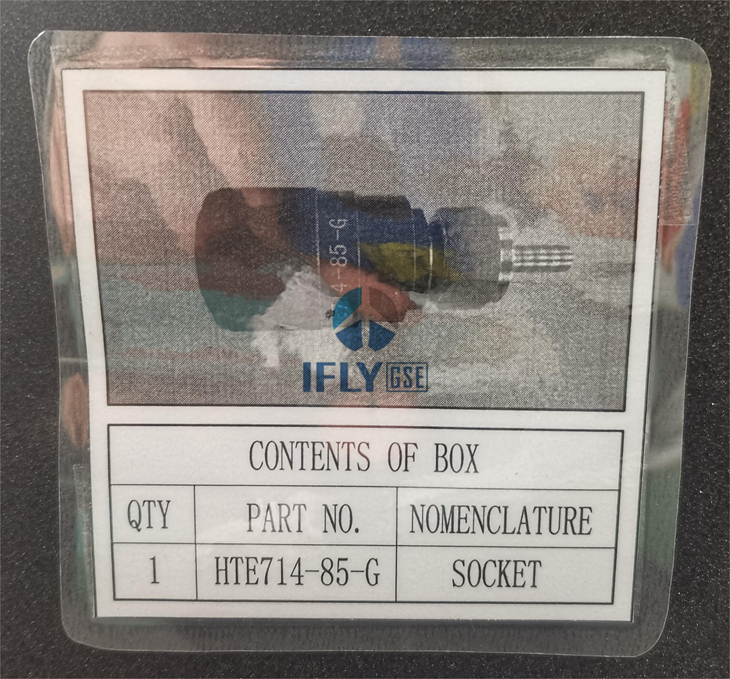 4-85-G
IFLY GSE
CONTENTS OF BOX
QTY PART NO. NOMENCLATURE
1 HTE714-85-G SOCKET